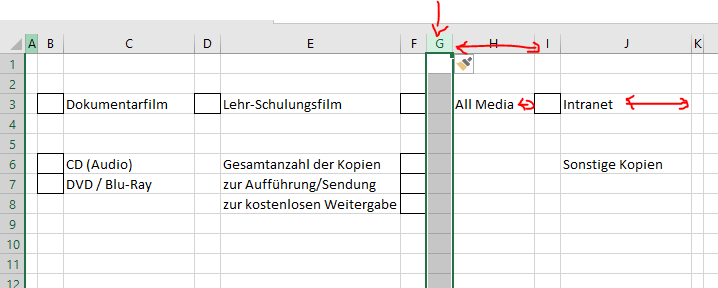 A B C D E F G H I J K
1
2
3 Dokumentarfilm Lehr-Schulungsfilm All Media Intranet
4
5
6 CD (Audio) Gesamtanzahl der Kopien Sonstige Kopien
7 DVD / Blu-Ray zur Aufführung/Sendung
8 zur kostenlosen Weitergabe
9
10
11
12